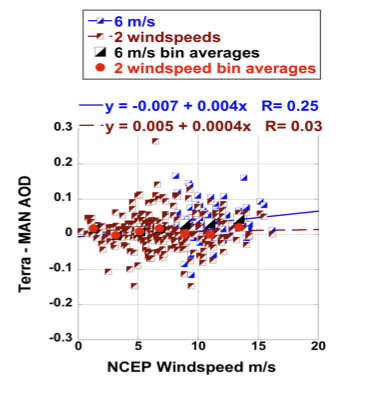 6 m/s
2 windspeeds
6 m/s bin averages
2 windspeed bin averages
y = -0.007 + 0.004x R= 0.25
y = 0.005 + 0.0004x R= 0.03
0.3
0.2
0.1
0
-0.1
-0.2
-0.3
Terra - MAN AOD
0 5 10 15 20
NCEP Windspeed m/s